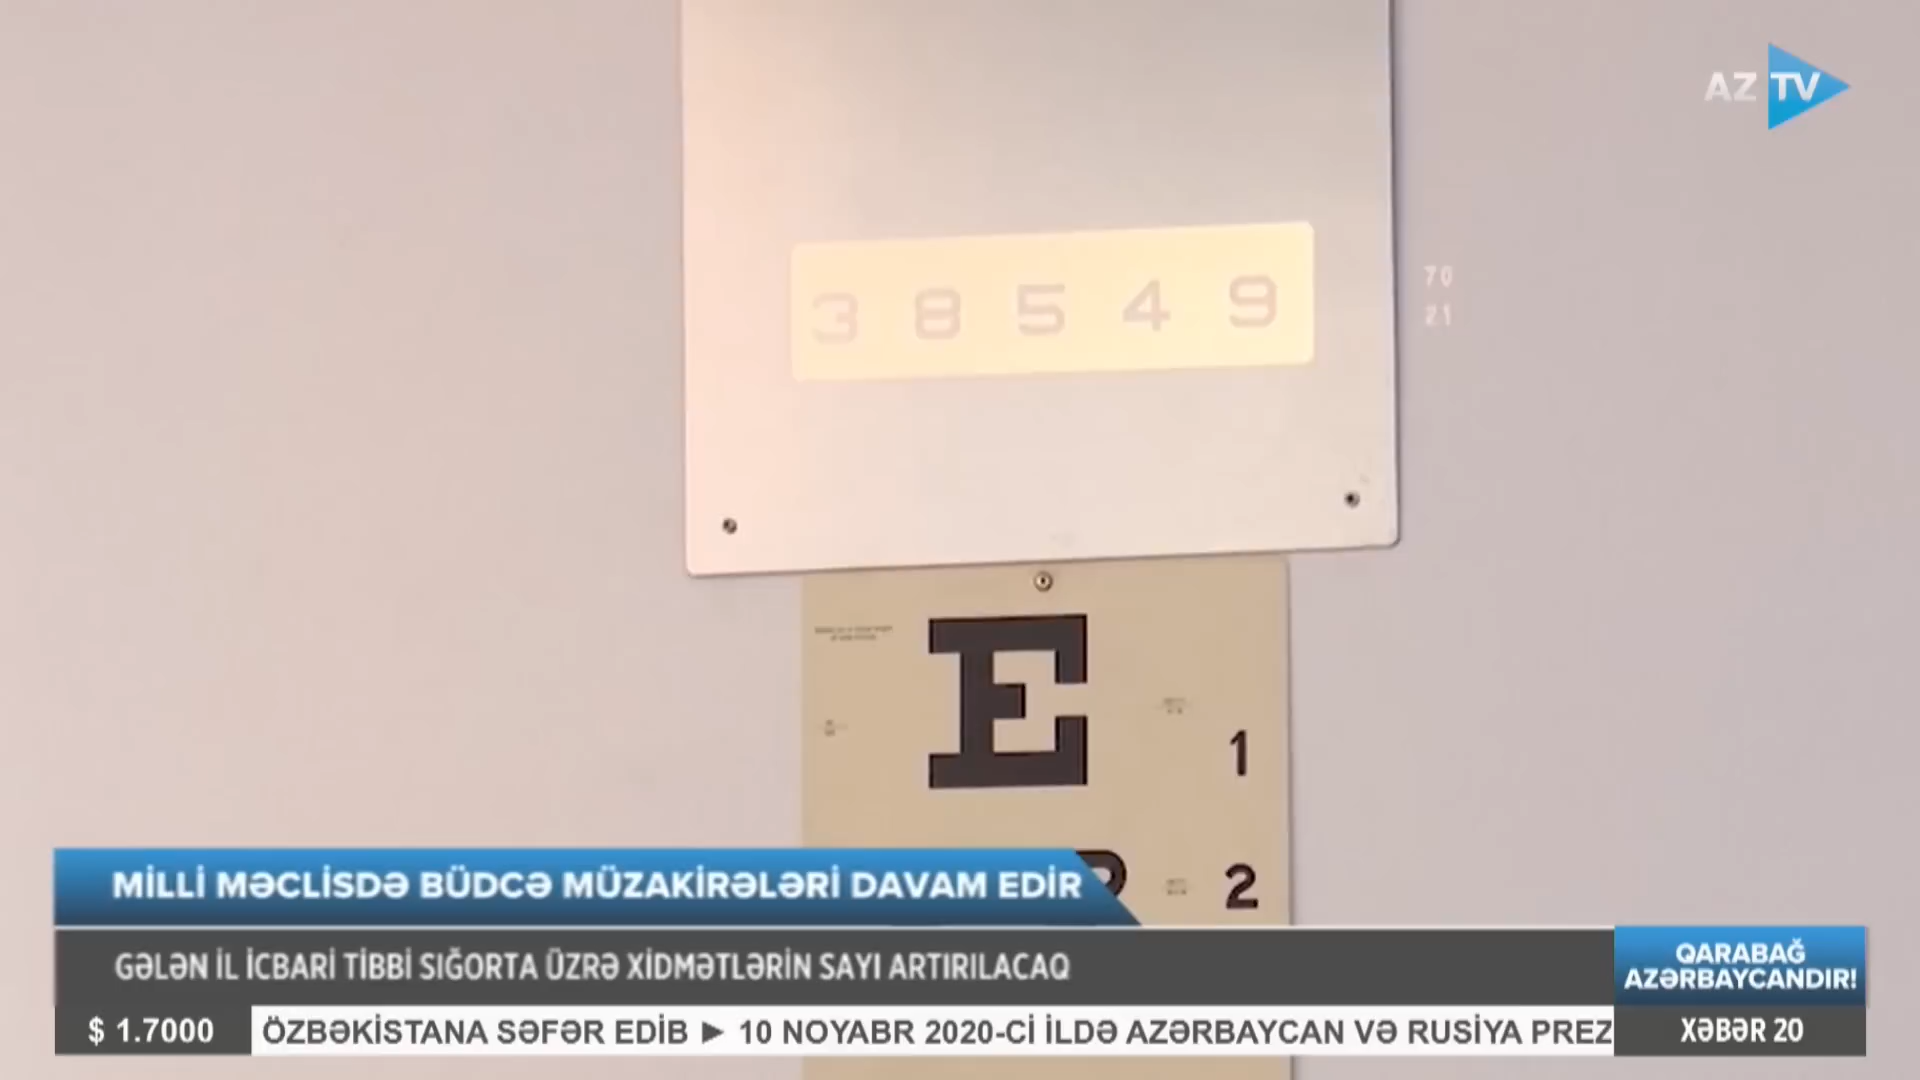 AZTV
3 8 5 4 9
70
21
E
1
2
MİLLİ MƏCLİSDƏ BÜDCƏ MÜZAKİRƏLƏRİ DAVAM EDİR
GƏLƏN İL İCBARİ TİBBİ SIĞORTA ÜZRƏ XİDMƏTLƏRİN SAYI ARTIRILACAQ
QARABAĞ
AZƏRBAYCANDIR!
$ 1.7000
ÖZBƏKİSTANA SƏFƏR EDİB ► 10 NOYABR 2020-Cİ İLDƏ AZƏRBAYCAN VƏ RUSİYA PREZ
XƏBƏR 20